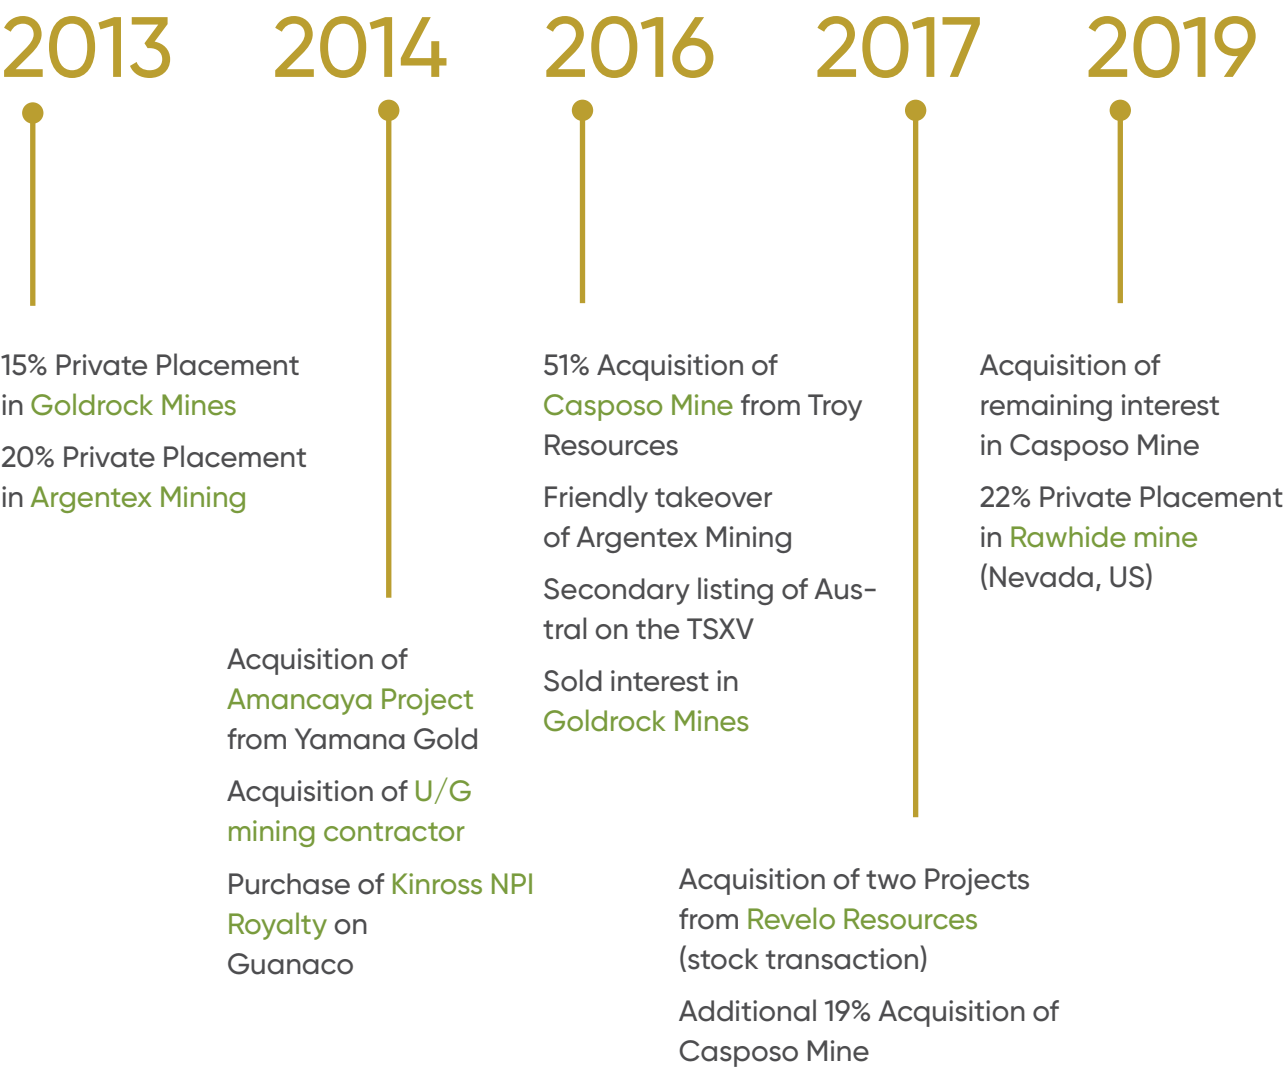 2013
2014
2016
2017
2019
15% Private Placement
in Goldrock Mines
20% Private Placement
in Argentex Mining
Acquisition of
Amancaya Project
from Yamana Gold
Acquisition of U/G
mining contractor
Purchase of Kinross NPI
Royalty on
Guanaco
51% Acquisition of
Casposo Mine from Troy
Resources
Friendly takeover
of Argentex Mining
Secondary listing of Aus-
tral on the TSXV
Sold interest in
Goldrock Mines
Acquisition of two Projects
from Revelo Resources
(stock transaction)
Additional 19% Acquisition of
Casposo Mine
Acquisition of
remaining interest
in Casposo Mine
22% Private Placement
in Rawhide mine
(Nevada, US)